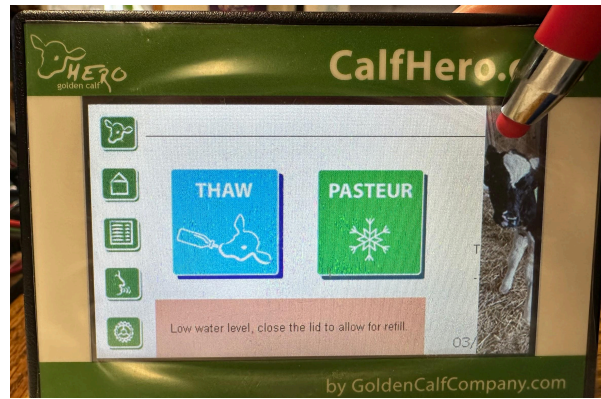 HERO
golden calf
CalfHero.c
THAW
PASTEUR
T
Low water level, close the lid to allow for refill.
03/
by GoldenCalfCompany.com